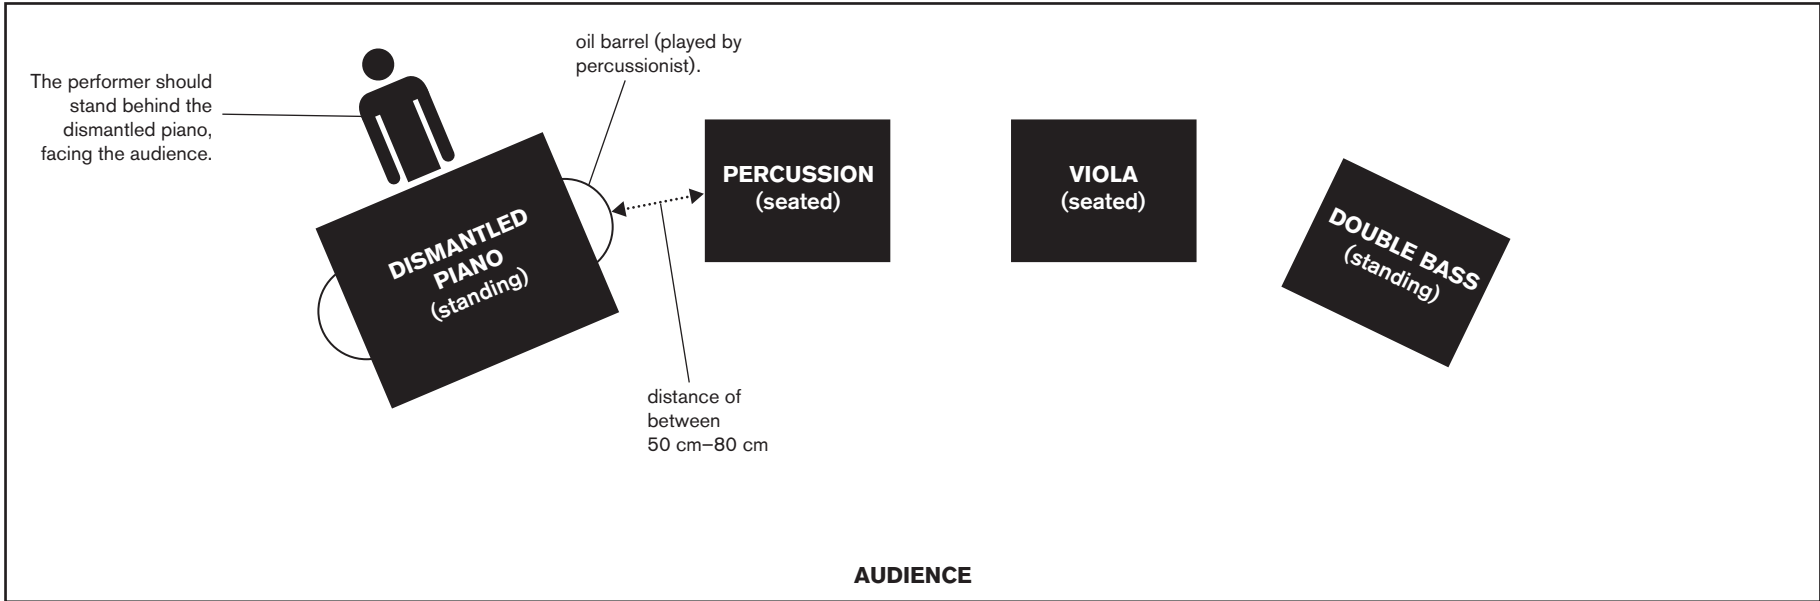 The performer should
stand behind the
dismantled piano,
facing the audience.
oil barrel (played by
percussionist).
DISMANTLED
PIANO
(standing)
PERCUSSION
(seated)
VIOLA
(seated)
DOUBLE BASS
(standing)
distance of
between
50 cm–80 cm
AUDIENCE